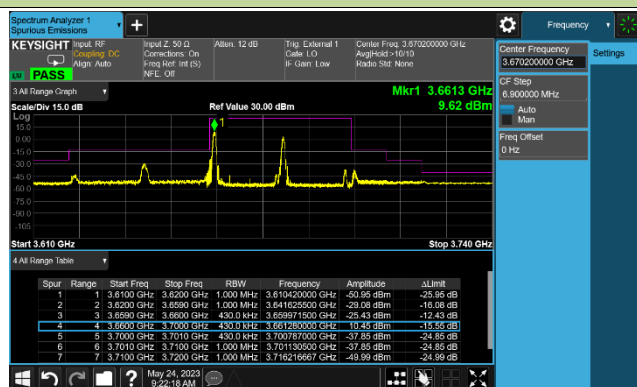 Spectrum Analyzer 1
Spurious Emissions
Frequency
KEYSIGHT
Input: RF
Coupling: DC
Align: Auto
Input Z: 50 Ω
Corrections: On
Freq Ref: Int (S)
NFE: Off
Atten: 12 dB
Trig: External 1
Gate: LO
IF Gain: Low
Center Freq: 3.670200000 GHz
Avg|Hold:>10/10
Radio Std: None
PASS
3 All Range Graph
Scale/Div 15.0 dB
Ref Value 30.00 dBm
Mkr1 3.6613 GHz
9.62 dBm
Log
15.0
0.00
-15.0
-30.0
-45.0
-60.0
-75.0
-90.0
-105
1
Start 3.610 GHz
Stop 3.740 GHz
4 All Range Table
Spur Range Start Freq Stop Freq RBW Frequency Amplitude ΔLimit
1 1 3.6100 GHz 3.6200 GHz 1.000 MHz 3.610420000 GHz -50.95 dBm -25.95 dB
2 2 3.6200 GHz 3.6590 GHz 1.000 MHz 3.641625500 GHz -29.08 dBm -16.08 dB
3 3 3.6590 GHz 3.6600 GHz 430.0 kHz 3.659971500 GHz -25.43 dBm -12.43 dB
4 4 3.6600 GHz 3.7000 GHz 430.0 kHz 3.661280000 GHz 10.45 dBm -15.55 dB
5 5 3.7000 GHz 3.7010 GHz 430.0 kHz 3.700787000 GHz -37.85 dBm -24.85 dB
6 6 3.7010 GHz 3.7100 GHz 1.000 MHz 3.701130500 GHz -37.85 dBm -24.85 dB
7 7 3.7100 GHz 3.7200 GHz 1.000 MHz 3.716216667 GHz -49.99 dBm -24.99 dB
Center Frequency
3.670200000 GHz
Settings
CF Step
6.900000 MHz
Auto
Man
Freq Offset
0 Hz
May 24, 2023
9:22:18 AM